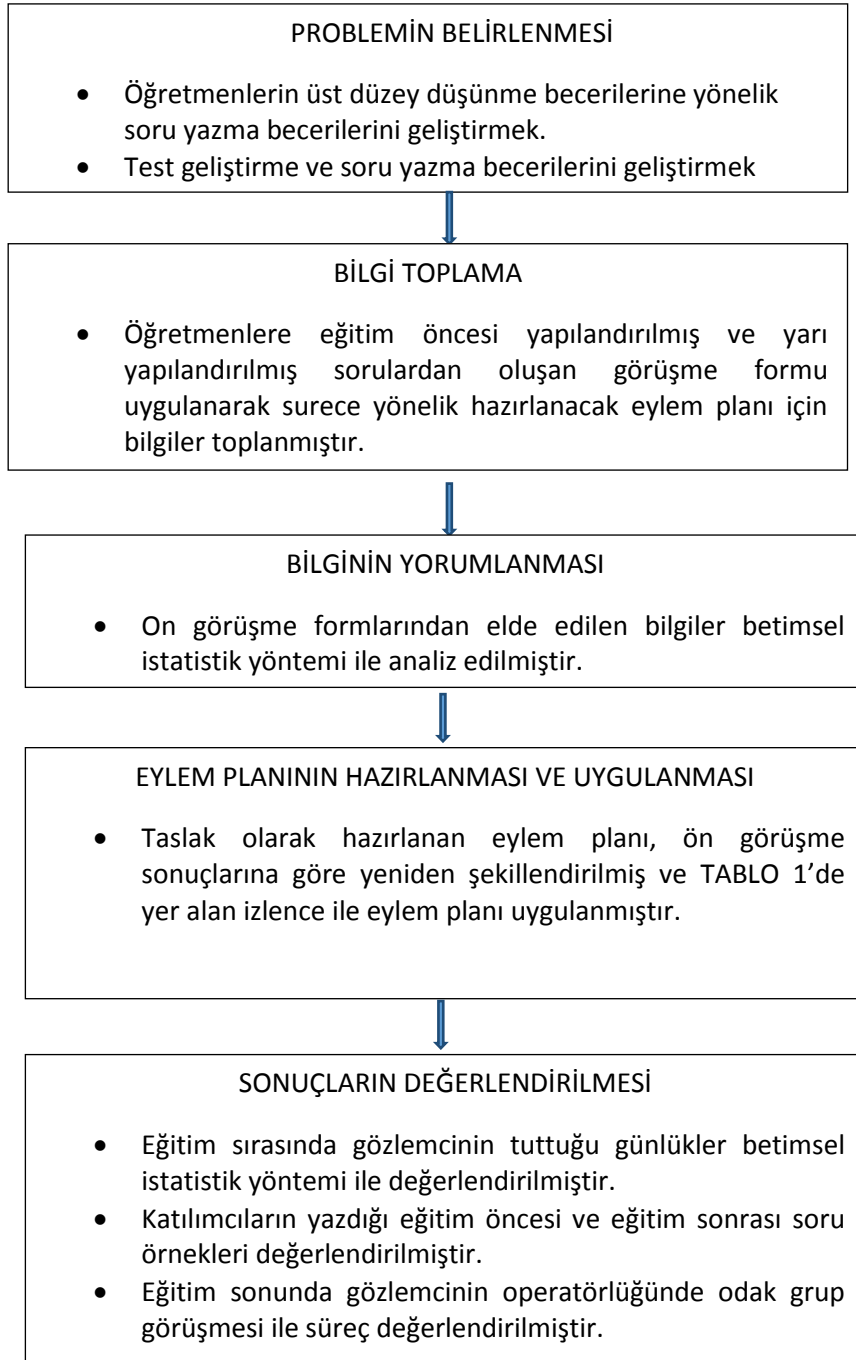 PROBLEMİN BELİRLENMESİ
• Öğretmenlerin üst düzey düşünme becerilerine yönelik
soru yazma becerilerini geliştirmek.
• Test geliştirme ve soru yazma becerilerini geliştirmek
BİLGİ TOPLAMA
• Öğretmenlere eğitim öncesi yapılandırılmış ve yarı
yapılandırılmış sorulardan oluşan görüşme formu
uygulanarak surece yönelik hazırlanacak eylem planı için
bilgiler toplanmıştır.
BİLGİNİN YORUMLANMASI
• On görüşme formlarından elde edilen bilgiler betimsel
istatistik yöntemi ile analiz edilmiştir.
EYLEM PLANININ HAZIRLANMASI VE UYGULANMASI
• Taslak olarak hazırlanan eylem planı, ön görüşme
sonuçlarına göre yeniden şekillendirilmiş ve TABLO 1’de
yer alan izlence ile eylem planı uygulanmıştır.
SONUÇLARIN DEĞERLENDİRİLMESİ
• Eğitim sırasında gözlemcinin tuttuğu günlükler betimsel
istatistik yöntemi ile değerlendirilmiştir.
• Katılımcıların yazdığı eğitim öncesi ve eğitim sonrası soru
örnekleri değerlendirilmiştir.
• Eğitim sonunda gözlemcinin operatörlüğünde odak grup
görüşmesi ile süreç değerlendirilmiştir.